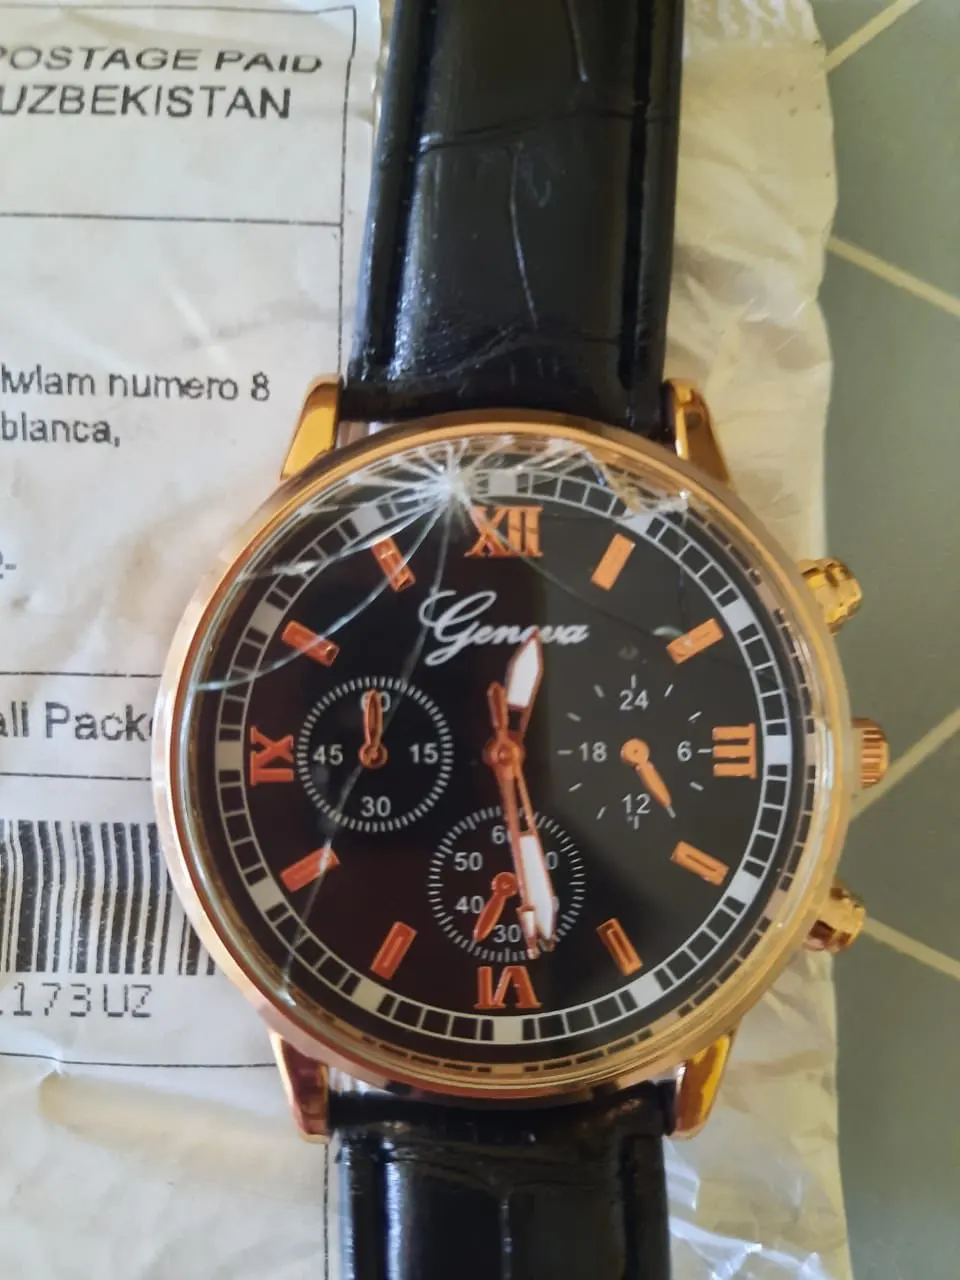 POSTAGE PAID
UZBEKISTAN
numero 8
blanca,
all Pack
173UZ
XII
Geneva
60
45 15
30
24
18 6
12
III
IX
60
50
40
30
VI